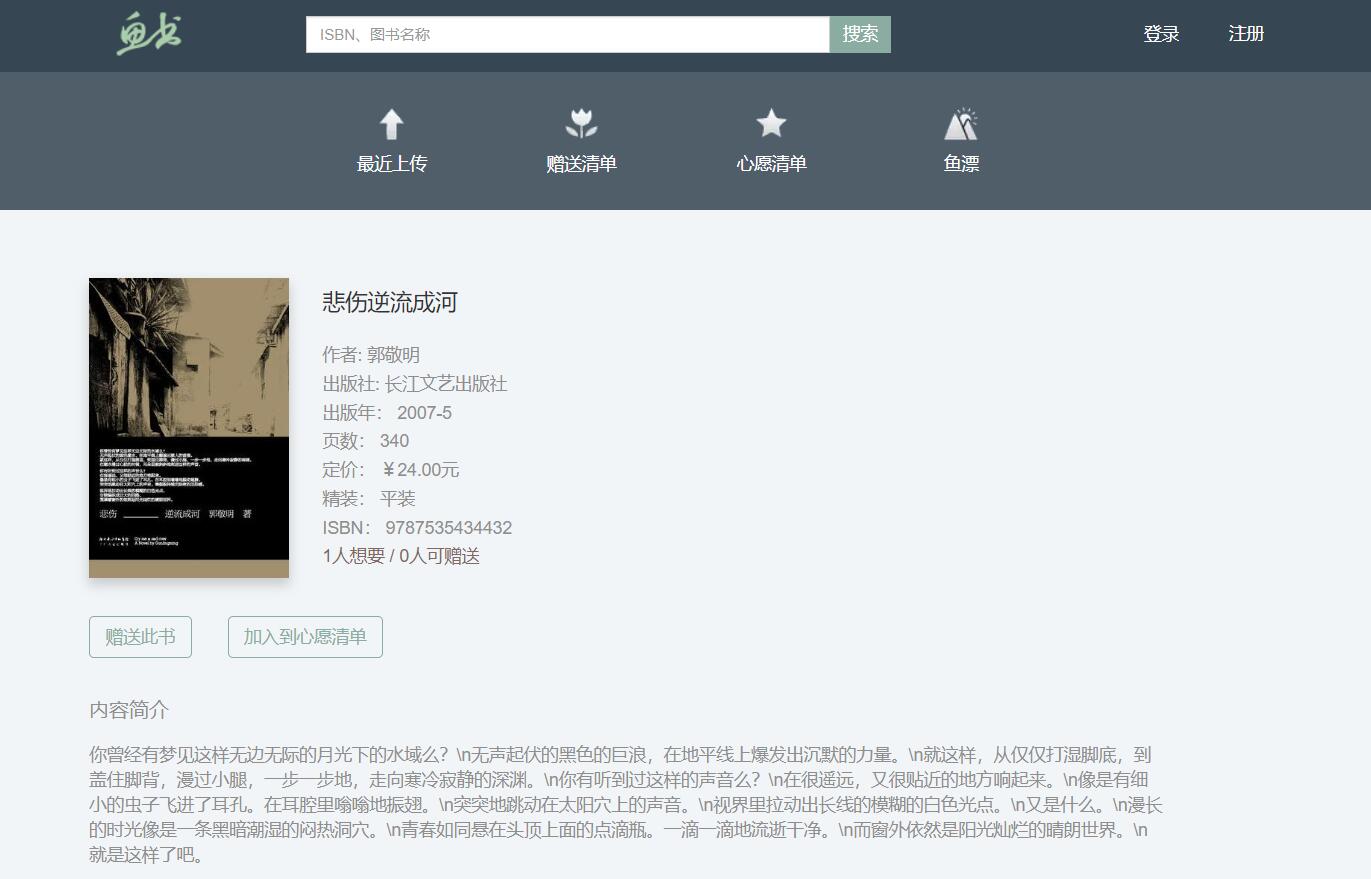 鱼书
ISBN、图书名称
搜索
登录
注册
最近上传
赠送清单
心愿清单
鱼漂
悲伤逆流成河
作者: 郭敬明
出版社: 长江文艺出版社
出版年： 2007-5
页数： 340
定价： ￥24.00元
精装： 平装
ISBN： 9787535434432
1人想要 / 0人可赠送
悲伤 逆流成河 郭敬明 著
Cry me a sad river
A Novel by Guo Jingming
赠送此书
加入到心愿清单
内容简介
你曾经有梦见这样无边无际的月光下的水域么？\n无声起伏的黑色的巨浪，在地平线上爆发出沉默的力量。\n就这样，从仅仅打湿脚底，到
盖住脚背，漫过小腿，一步一步地，走向寒冷寂静的深渊。\n你有听到过这样的声音么？\n在很遥远，又很贴近的地方响起来。\n像是有细
小的虫子飞进了耳孔。在耳腔里嗡嗡地振翅。\n突突地跳动在太阳穴上的声音。\n视界里拉动出长线的模糊的白色光点。\n又是什么。\n漫长
的时光像是一条黑暗潮湿的闷热洞穴。\n青春如同悬在头顶上面的点滴瓶。一滴一滴地流逝干净。\n而窗外依然是阳光灿烂的晴朗世界。\n
就是这样了吧。